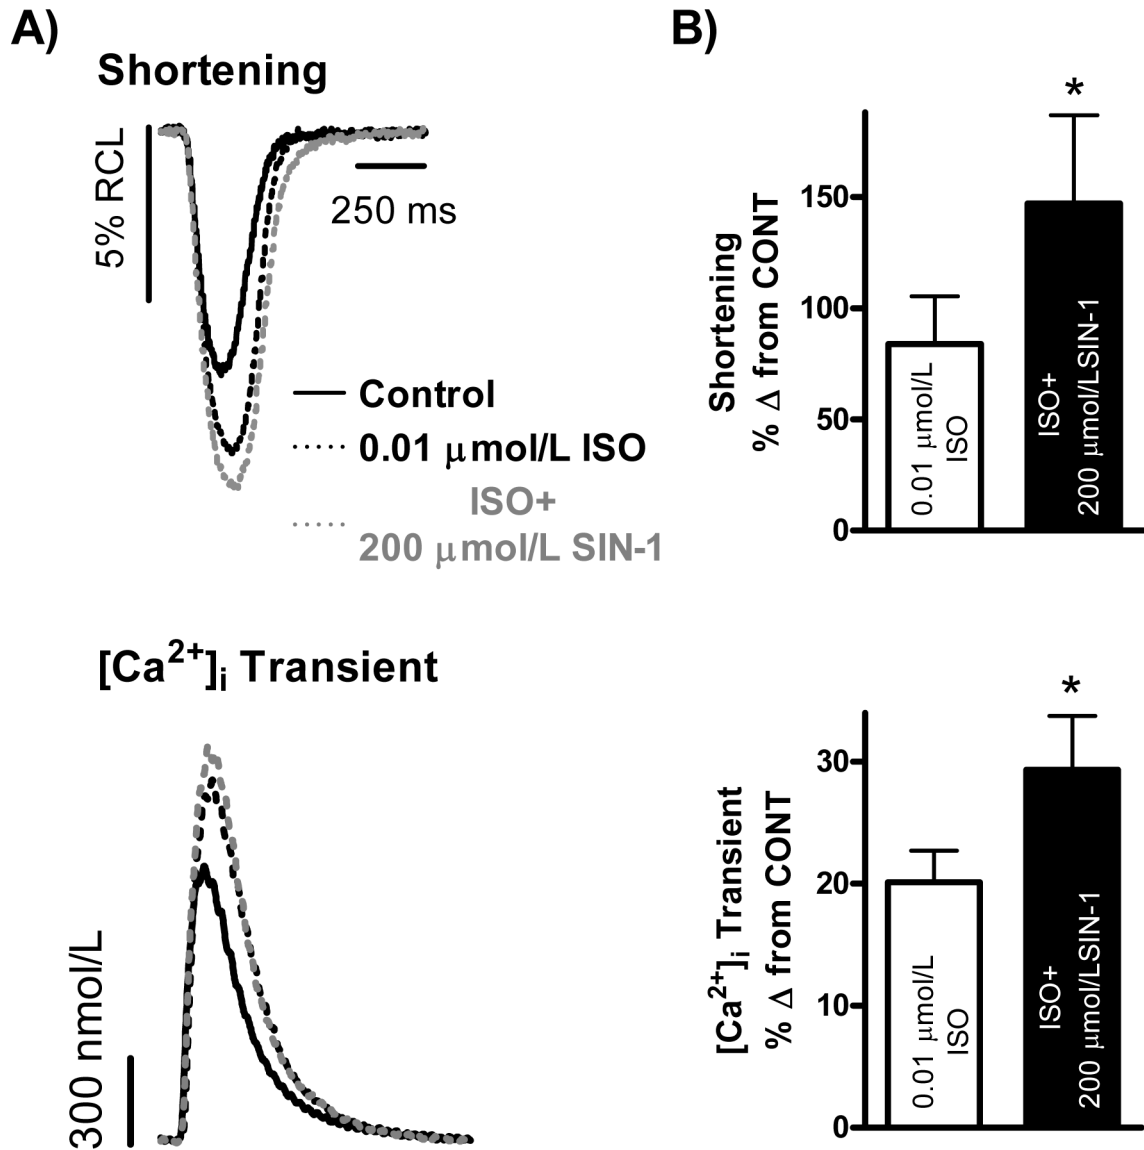 A)
Shortening
5% RCL
250 ms
Control
0.01 μmol/L ISO
ISO+
200 μmol/L SIN-1
[Ca2+]i Transient
300 nmol/L
B)
*
Shortening
% Δ from CONT
150
100
50
0
0.01 μmol/L
ISO
ISO+
200 μmol/LSIN-1
*
[Ca2+]i Transient
% Δ from CONT
30
20
10
0
0.01 μmol/L
ISO
ISO+
200 μmol/LSIN-1